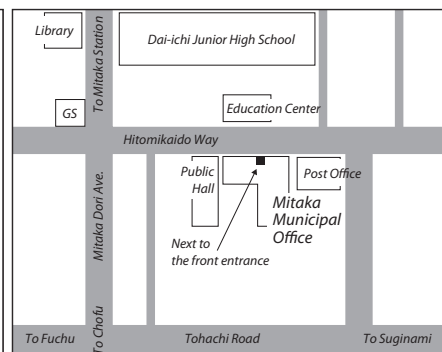 Library
To Mitaka Station
Dai-ichi Junior High School
GS
Education Center
Hitomikaido Way
Mitaka Dori Ave.
Public
Hall
Post Office
Mitaka
Municipal
Office
Next to
the front entrance
To Fuchu
To Chofu
Tohachi Road
To Suginami